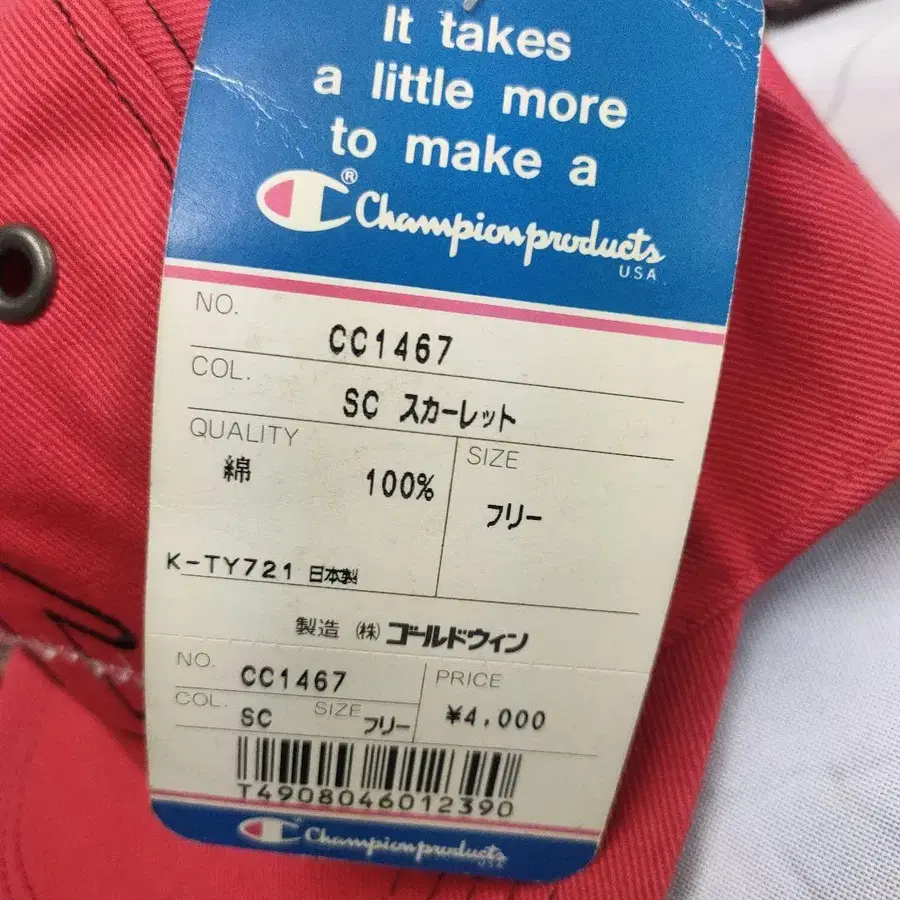 It takes
a little more
to make a
® Champion products
USA
NO.
CC1467
COL.
SC スカーレット
QUALITY
綿 100%
SIZE
フリー
K-TY721 日本製
製造 (株) ゴールドウィン
NO.
CC1467
COL.
SC
SIZE
フリー
PRICE
¥4,000
T4908046012390
Champion products
USA